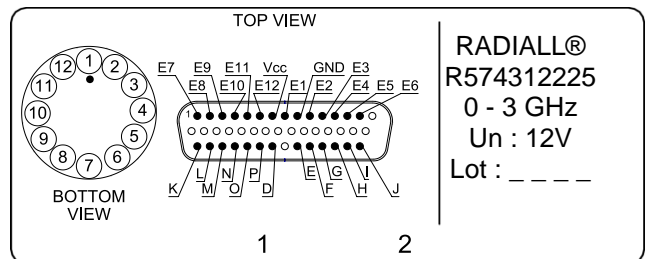 TOP VIEW
12 1 2
11 3
10 4
9 5
8 7 6
BOTTOM
VIEW
E7 E9 E11 Vcc GND E3
E8 E10 E12 E1 E2 E4 E5 E6
1
L N P E G I
K M O D F H J
1 2
RADIALL®
R574312225
0 - 3 GHz
Un : 12V
Lot : _ _ _ _